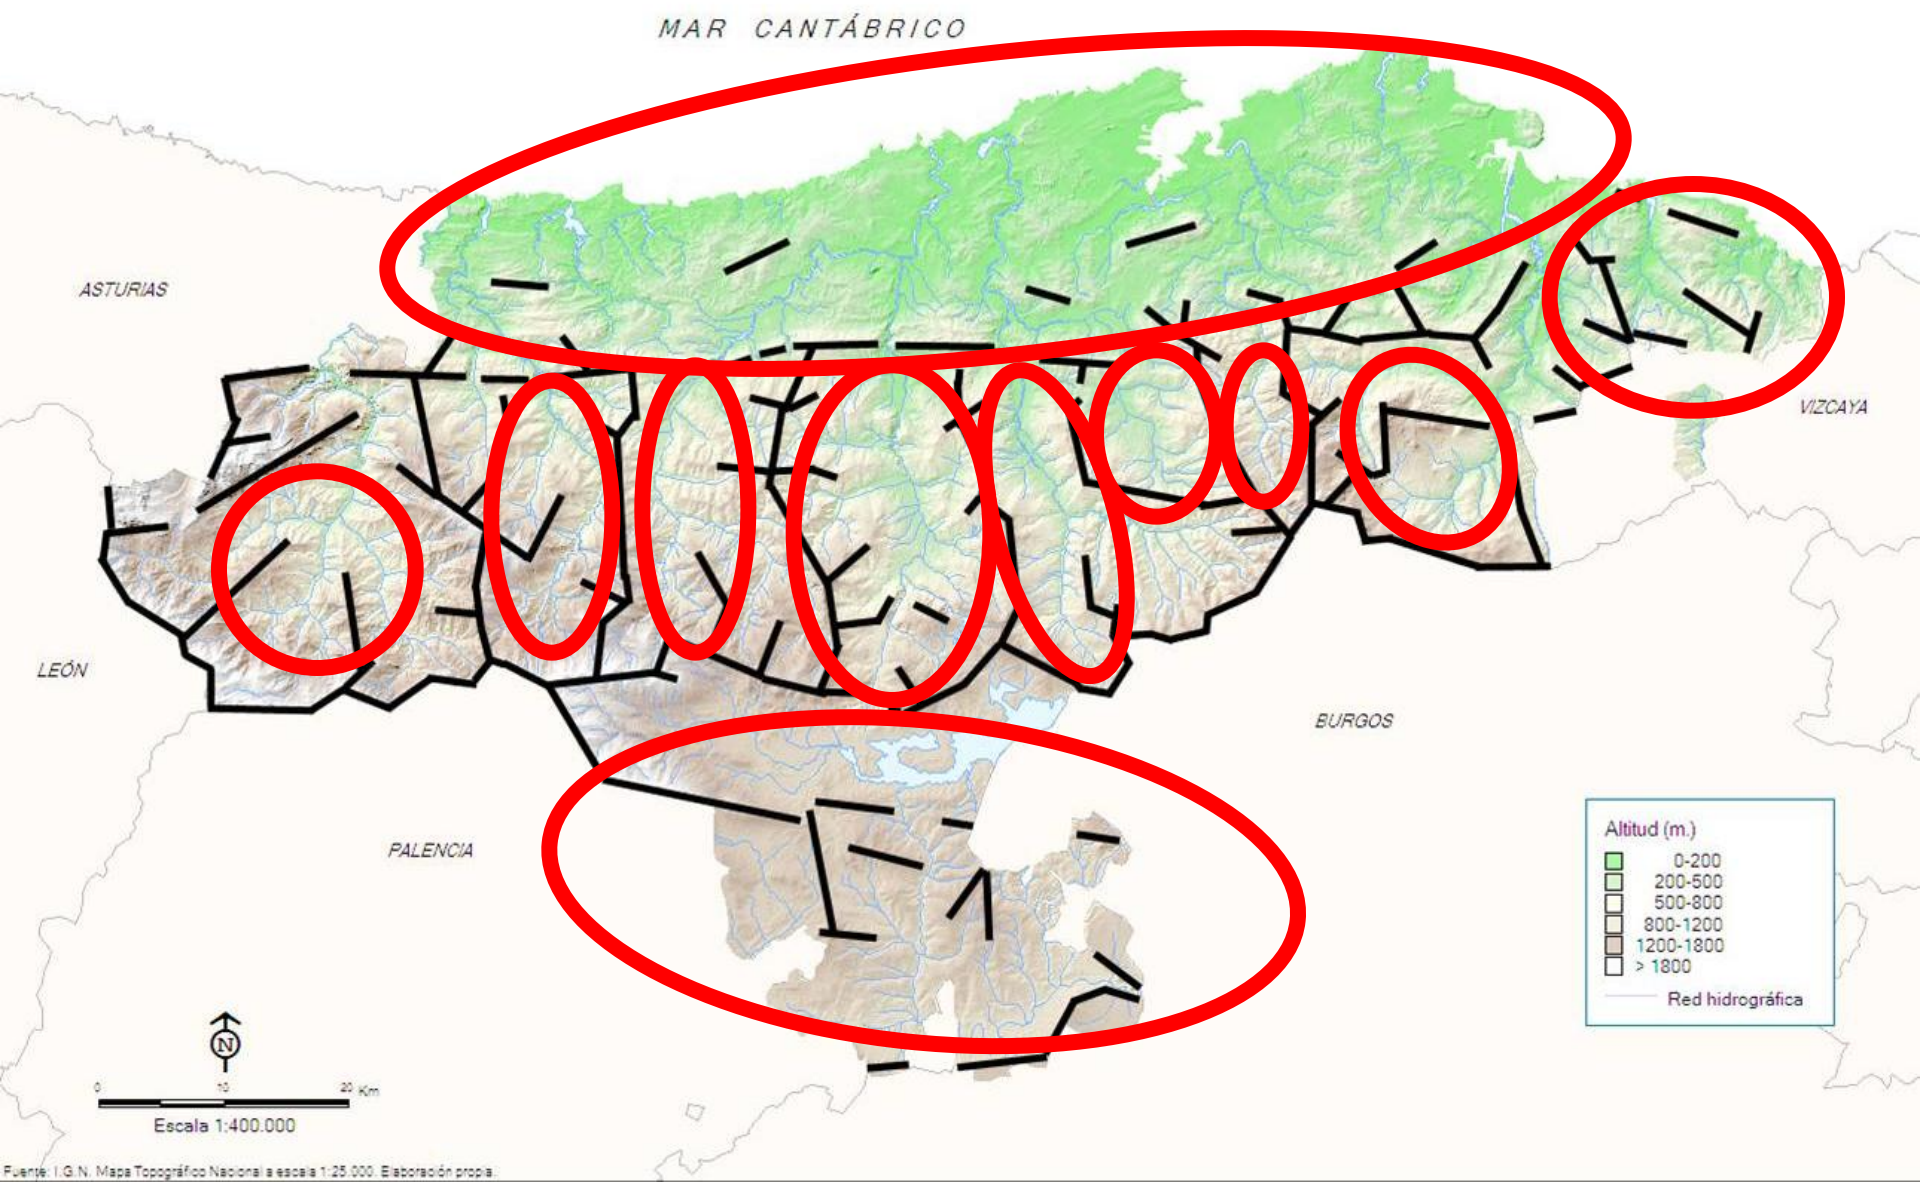 MAR CANTÁBRICO
ASTURIAS
VIZCAYA
LEÓN
BURGOS
PALENCIA
Altitud (m.)
0-200
200-500
500-800
800-1200
1200-1800
> 1800
Red hidrográfica
N
0 10 20 Km
Escala 1:400.000
Fuente: I.G.N. Mapa Topográfico Nacional a escala 1:25.000. Elaboración propia.